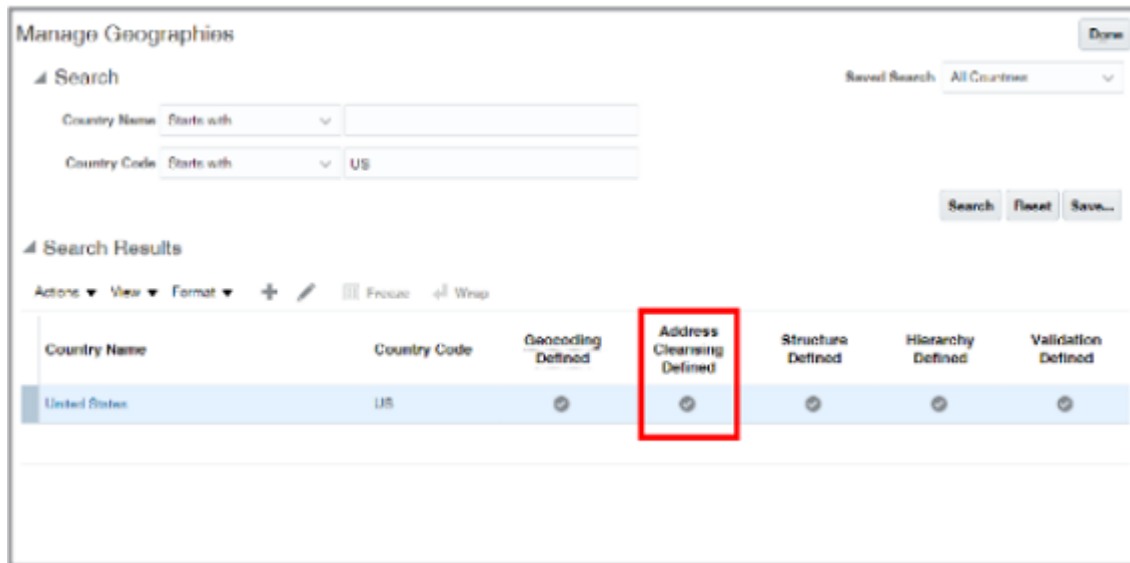 Manage Geographies
Done
Search
Saved Search All Countries
Country Name Starts with
Country Code Starts with US
Search Reset Save...
Search Results
Actions View Format Freeze Wrap
Country Name Country Code Geocoding Defined Address Cleansing Defined Structure Defined Hierarchy Defined Validation Defined
United States US